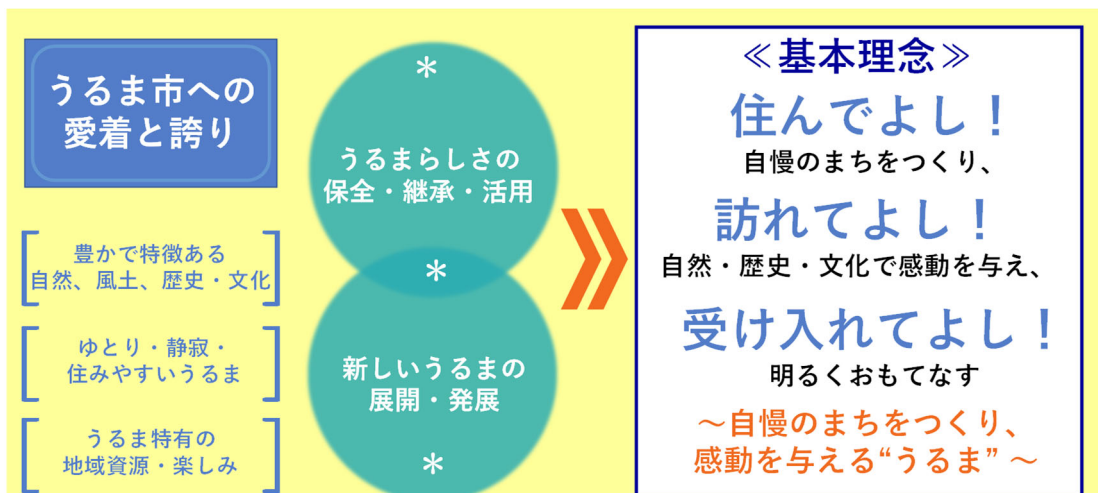 うるま市への
愛着と誇り
豊かで特徴ある
自然、風土、歴史・文化
ゆとり・静寂・
住みやすいうるま
うるま特有の
地域資源・楽しみ
*
うるまらしさの
保全・継承・活用
*
新しいうるまの
展開・発展
*
≪基本理念≫
住んでよし！
自慢のまちをつくり、
訪れてよし！
自然・歴史・文化で感動を与え、
受け入れてよし！
明るくおもてなす
～自慢のまちをつくり、
感動を与える“うるま” ～